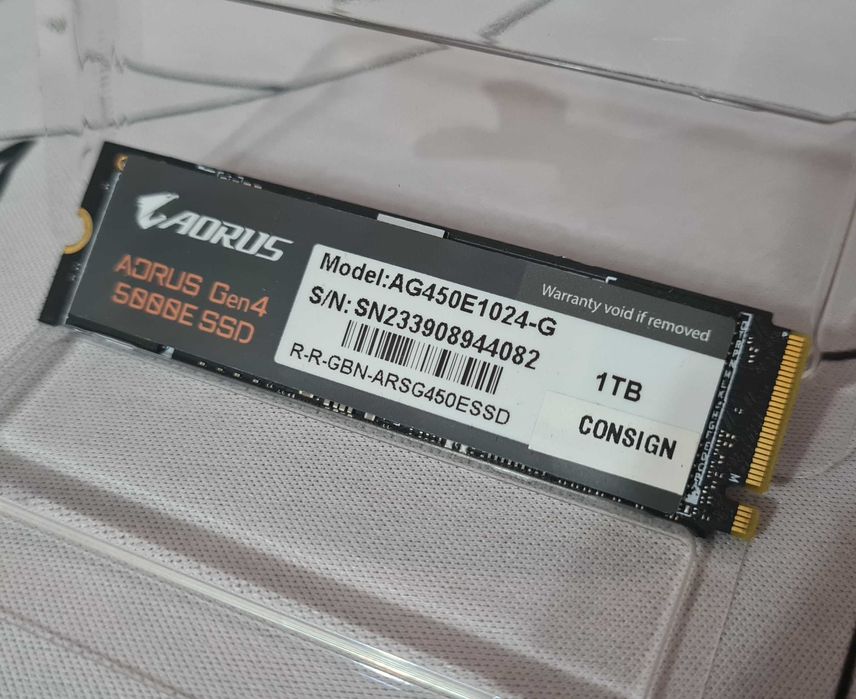 AORUS
AORUS Gen4
5000E SSD
Warranty void if removed
Model:AG450E1024-G
S/N: SN233908944082
R-R-GBN-ARSG450ESSD
1TB
CONSIGN
M